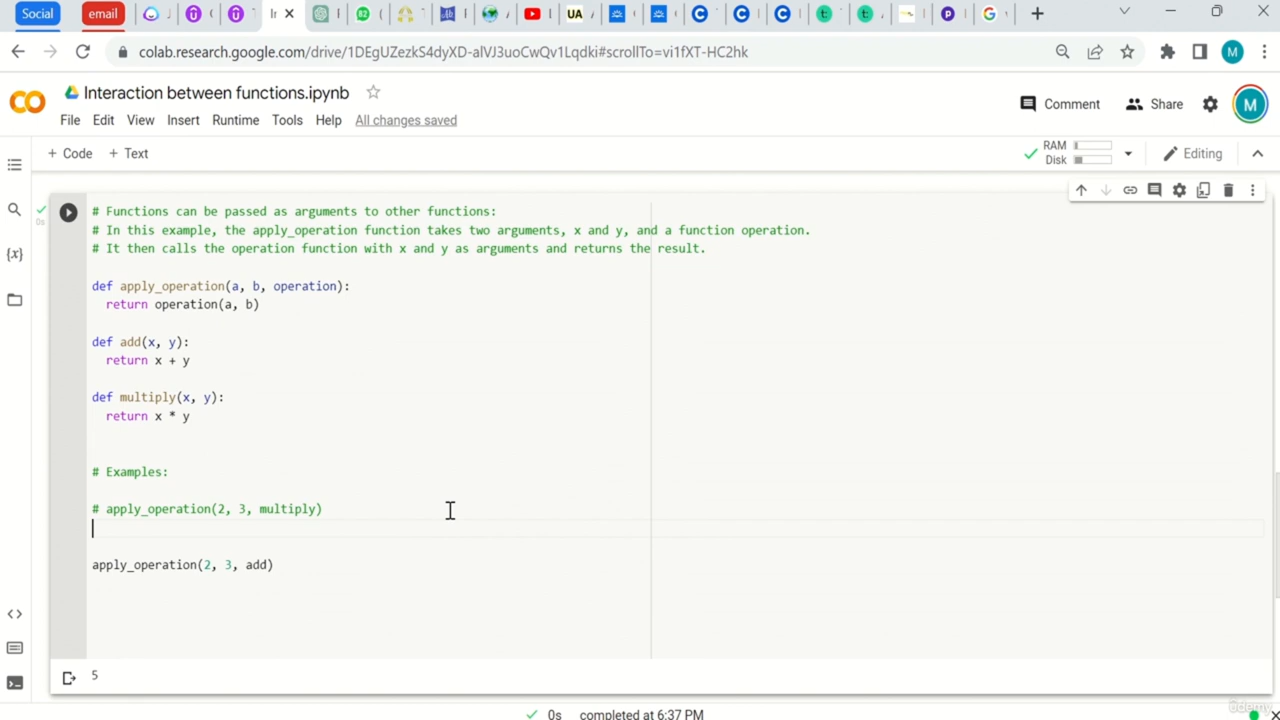 Social
email
UA
colab.research.google.com/drive/1DEgUZezkS4dyXD-alVJ3uoCwQv1Lqdki#scrollTo=vi1fXT-HC2hk
M
Interaction between functions.ipynb
Comment
Share
M
File Edit View Insert Runtime Tools Help All changes saved
+ Code + Text
RAM
Disk
Editing
# Functions can be passed as arguments to other functions:
# In this example, the apply_operation function takes two arguments, x and y, and a function operation.
# It then calls the operation function with x and y as arguments and returns the result.
0s
{x}
def apply_operation(a, b, operation):
return operation(a, b)
def add(x, y):
return x + y
def multiply(x, y):
return x * y
# Examples:
# apply_operation(2, 3, multiply)
apply_operation(2, 3, add)
5
0s completed at 6:37 PM
ûdemy